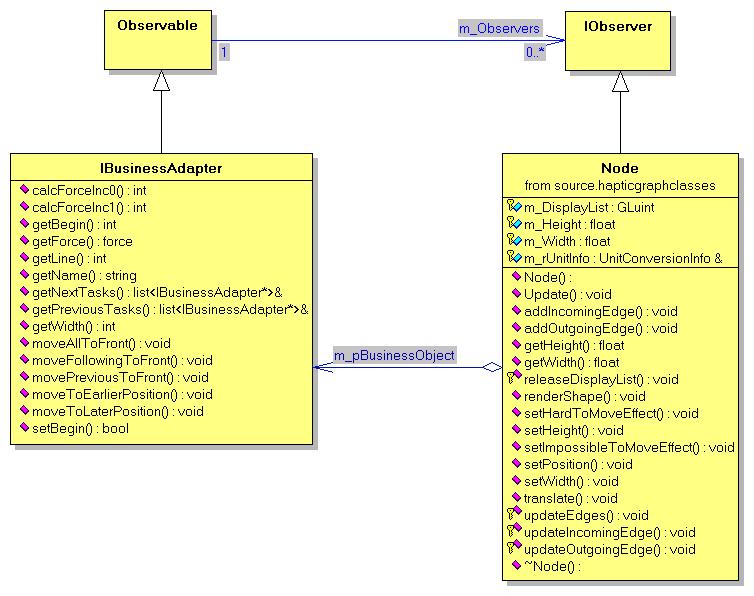 Observable
m_Observers
1
0..*
IObserver
IBusinessAdapter
calcForceInc0() : int
calcForceInc1() : int
getBegin() : int
getForce() : force
getLine() : int
getName() : string
getNextTasks() : list<IBusinessAdapter*>&
getPreviousTasks() : list<IBusinessAdapter*>&
getWidth() : int
moveAllToFront() : void
moveFollowingToFront() : void
movePreviousToFront() : void
moveToEarlierPosition() : void
moveToLaterPosition() : void
setBegin() : bool
m_pBusinessObject
Node
from source.hapticgraphclasses
m_DisplayList : GLuint
m_Height : float
m_Width : float
m_rUnitInfo : UnitConversionInfo &
Node() :
Update() : void
addIncomingEdge() : void
addOutgoingEdge() : void
getHeight() : float
getWidth() : float
releaseDisplayList() : void
renderShape() : void
setHardToMoveEffect() : void
setHeight() : void
setImpossibleToMoveEffect() : void
setPosition() : void
setWidth() : void
translate() : void
updateEdges() : void
updateIncomingEdge() : void
updateOutgoingEdge() : void
~Node() :